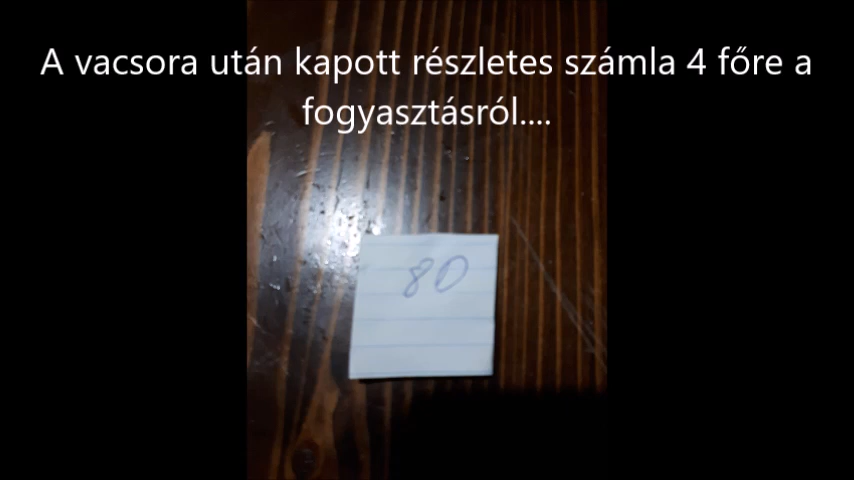 A vacsora után kapott részletes számla 4 főre a
fogyasztásról....
80